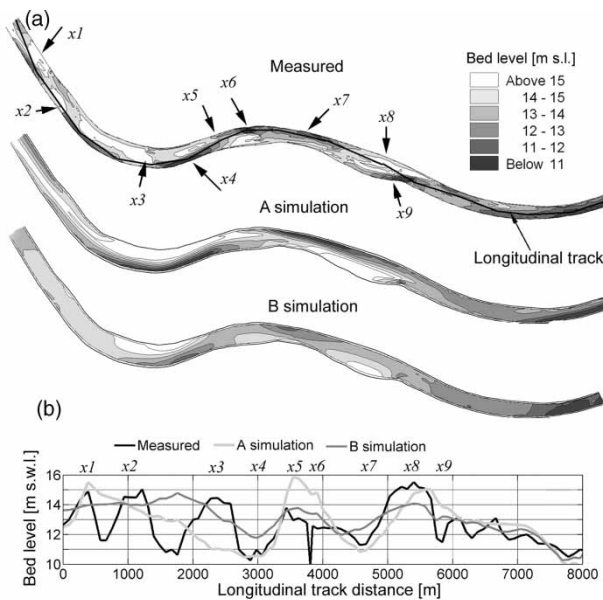 (a)
x1
Bed level [m s.l.]
x6
Measured
Above 15
x5
x7
14 - 15
x2
x8
13 - 14
12 - 13
11 - 12
x3
x4
Below 11
x9
A simulation
Longitudinal track
B simulation
(b)
Measured A simulation B simulation
x1 x2 x3 x4 x5 x6 x7 x8 x9
Bed level [m s.w.l.]
16
14
12
10
0 1000 2000 3000 4000 5000 6000 7000 8000
Longitudinal track distance [m]